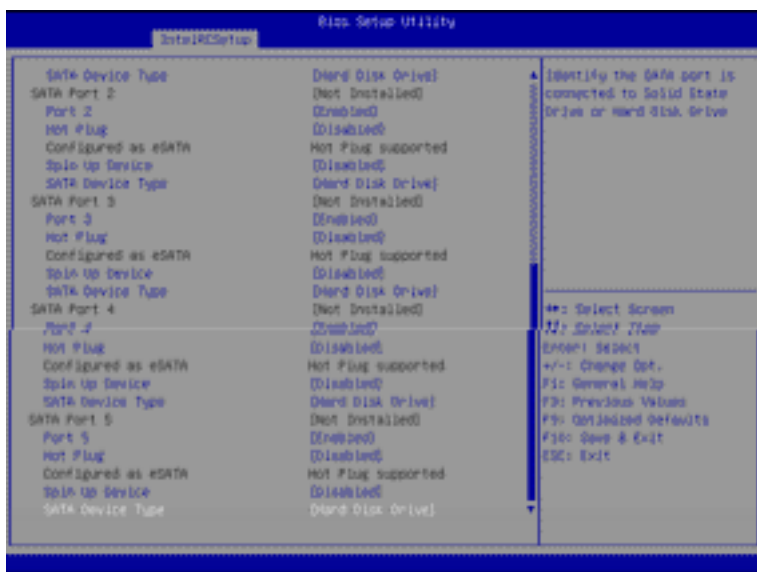 Bios Setup Utility
IntelRCSetup
SATA Device Type [Hard Disk Drive]
SATA Port 2 [Not Installed]
Port 2 [Enabled]
Hot Plug [Disabled]
Configured as eSATA Hot Plug supported
Spin Up Device [Disabled]
SATA Device Type [Hard Disk Drive]
SATA Port 3 [Not Installed]
Port 3 [Enabled]
Hot Plug [Disabled]
Configured as eSATA Hot Plug supported
Spin Up Device [Disabled]
SATA Device Type [Hard Disk Drive]
SATA Port 4 [Not Installed]
Port 4 [Enabled]
Hot Plug [Disabled]
Configured as eSATA Hot Plug supported
Spin Up Device [Disabled]
SATA Device Type [Hard Disk Drive]
SATA Port 5 [Not Installed]
Port 5 [Enabled]
Hot Plug [Disabled]
Configured as eSATA Hot Plug supported
Spin Up Device [Disabled]
SATA Device Type [Hard Disk Drive]
Identify the SATA port is
connected to Solid State
Drive or Hard Disk Drive
: Select Screen
: Select Item
Enter: Select
+/-: Change Opt.
F1: General Help
: Previous Values
F9: Optimized Defaults
F10: Save & Exit
ESC: Exit